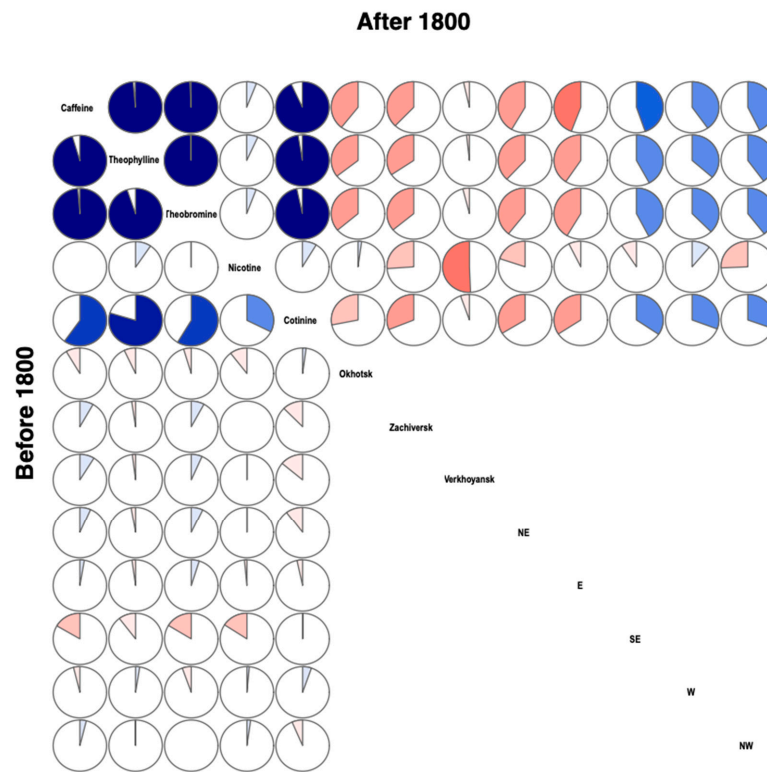 After 1800
Caffeine
Theophylline
Theobromine
Nicotine
Cotinine
Okhotsk
Zachiversk
Verkhoyansk
NE
E
SE
W
NW
Before 1800